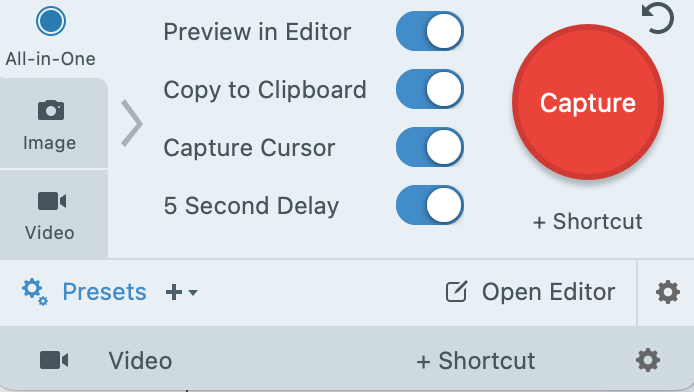 All-in-One
Image
Video
Preview in Editor
Copy to Clipboard
Capture Cursor
5 Second Delay
Capture
+ Shortcut
Presets +
Open Editor
Video
+ Shortcut